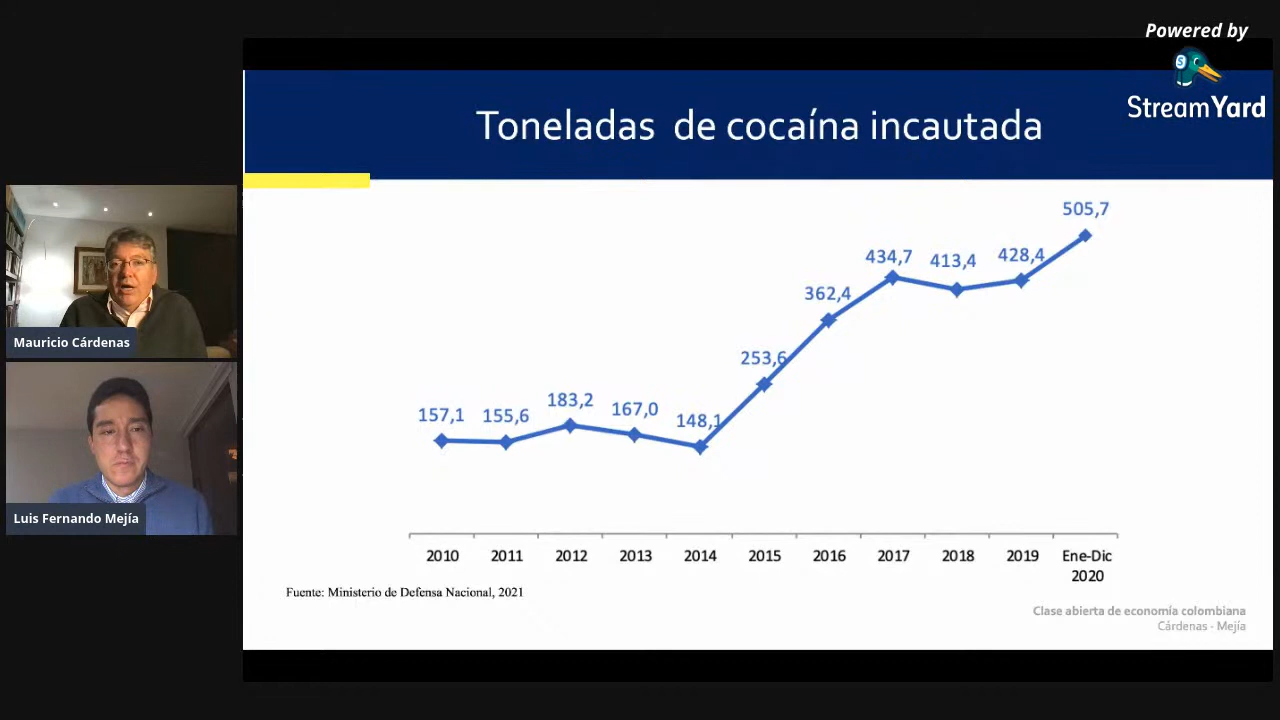 Powered by
StreamYard
Toneladas de cocaína incautada
505,7
434,7
413,4
428,4
362,4
253,6
157,1
155,6
183,2
167,0
148,1
2010 2011 2012 2013 2014 2015 2016 2017 2018 2019 Ene-Dic
2020
Fuente: Ministerio de Defensa Nacional, 2021
Clase abierta de economía colombiana
Cárdenas - Mejía
Mauricio Cárdenas
Luis Fernando Mejía